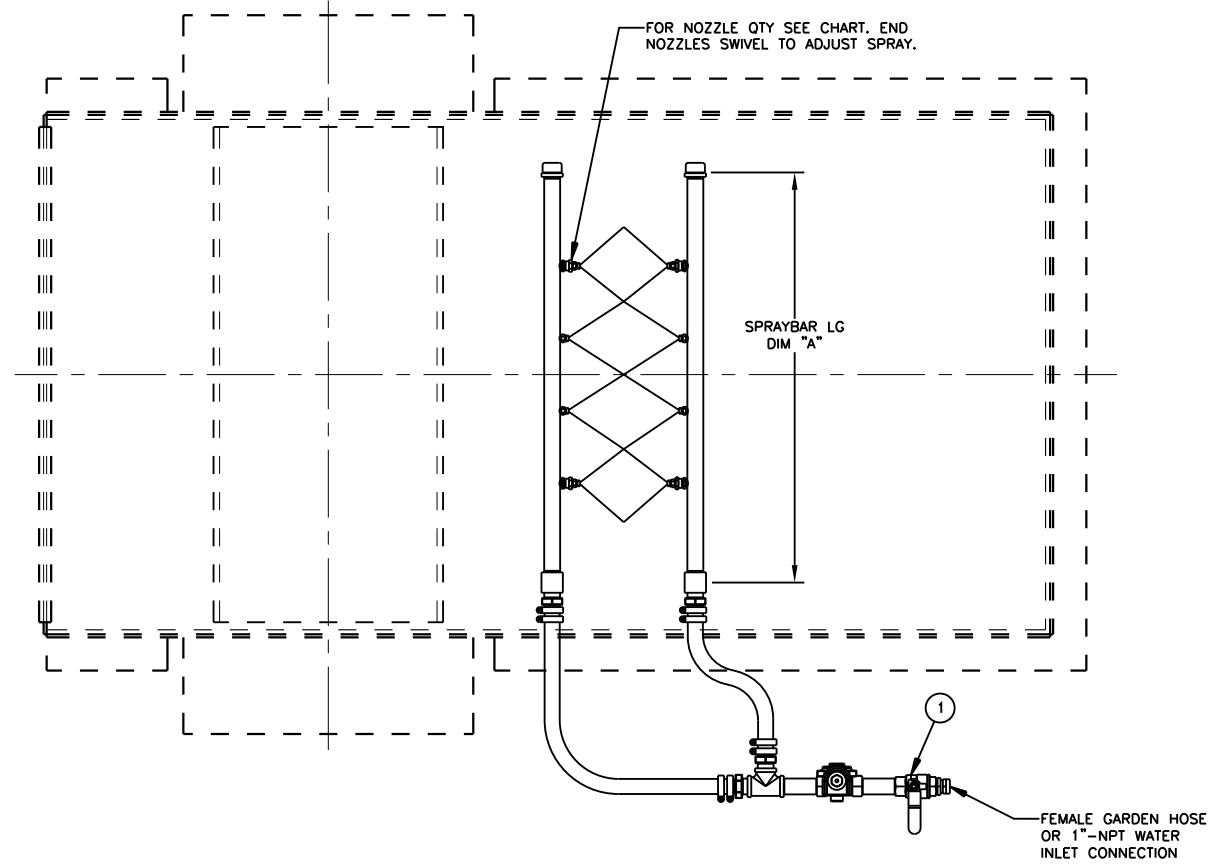 FOR NOZZLE QTY SEE CHART. END
NOZZLES SWIVEL TO ADJUST SPRAY.
SPRAYBAR LG
DIM "A"
1
FEMALE GARDEN HOSE
OR 1"-NPT WATER
INLET CONNECTION